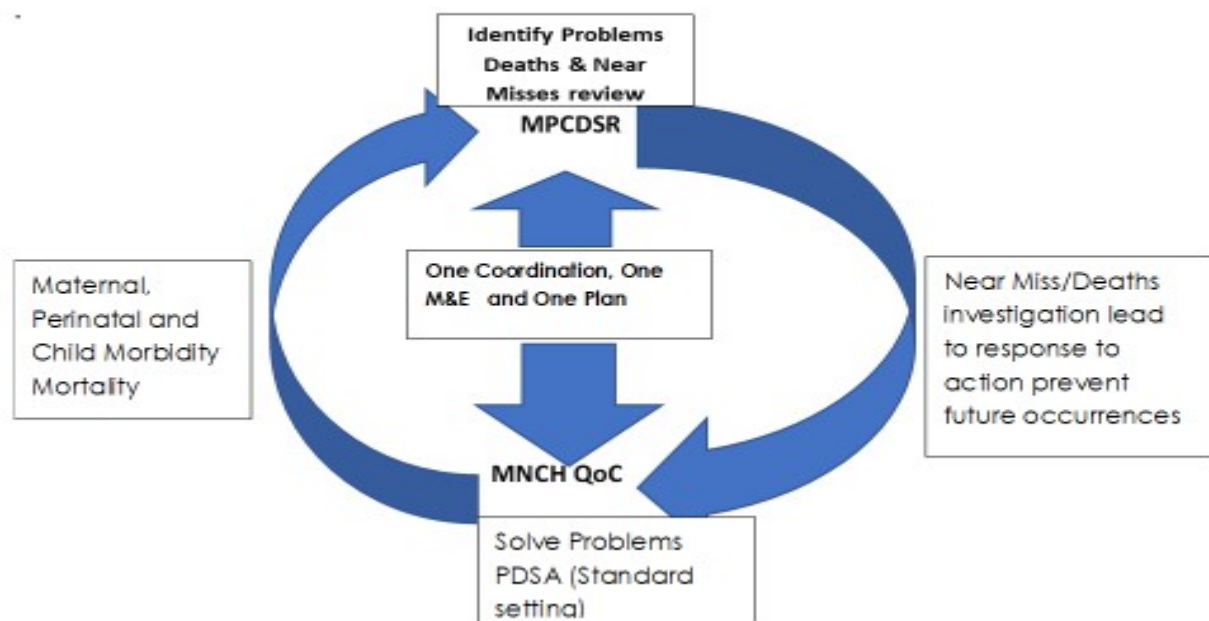 Identify Problems
Deaths & Near
Misses review
MPCDSR
One Coordination, One
M&E and One Plan
Maternal,
Perinatal and
Child Morbidity
Mortality
Near Miss/Deaths
investigation lead
to response to
action prevent
future occurrences
MNCH QoC
Solve Problems
PDSA (Standard
setting)